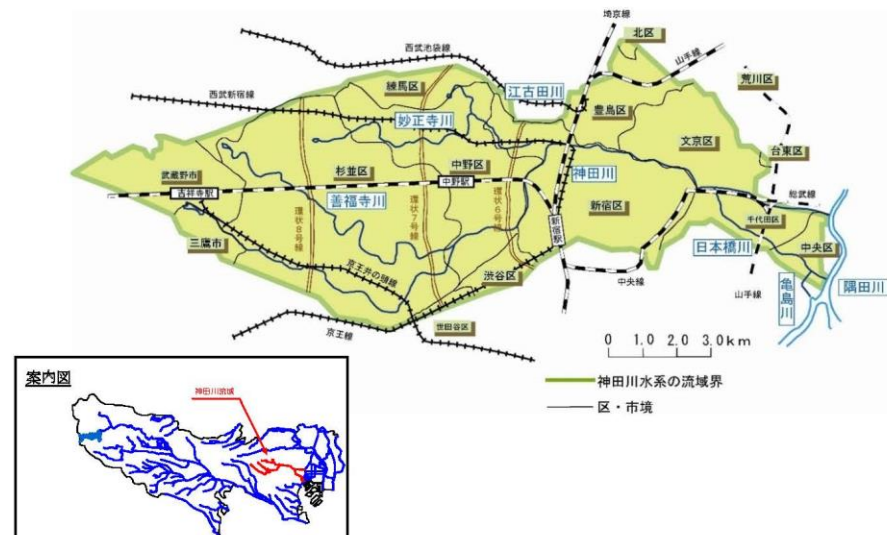 埼京線
北区
西武池袋線
山手線
荒川区
江古田川
練馬区
豊島区
西武新宿線
妙正寺川
文京区
台東区
武蔵野市
杉並区
中野区
神田川
吉祥寺駅
中野駅
総武線
善福寺川
新宿区
千代田区
環状8号線
環状7号線
環状6号線
新宿駅
三鷹市
日本橋川
中央区
京王井の頭線
渋谷区
中央線
山手線
亀島川
隅田川
京王線
世田谷区
0 1.0 2.0 3.0km
神田川水系の流域界
区・市境
案内図
神田川流域